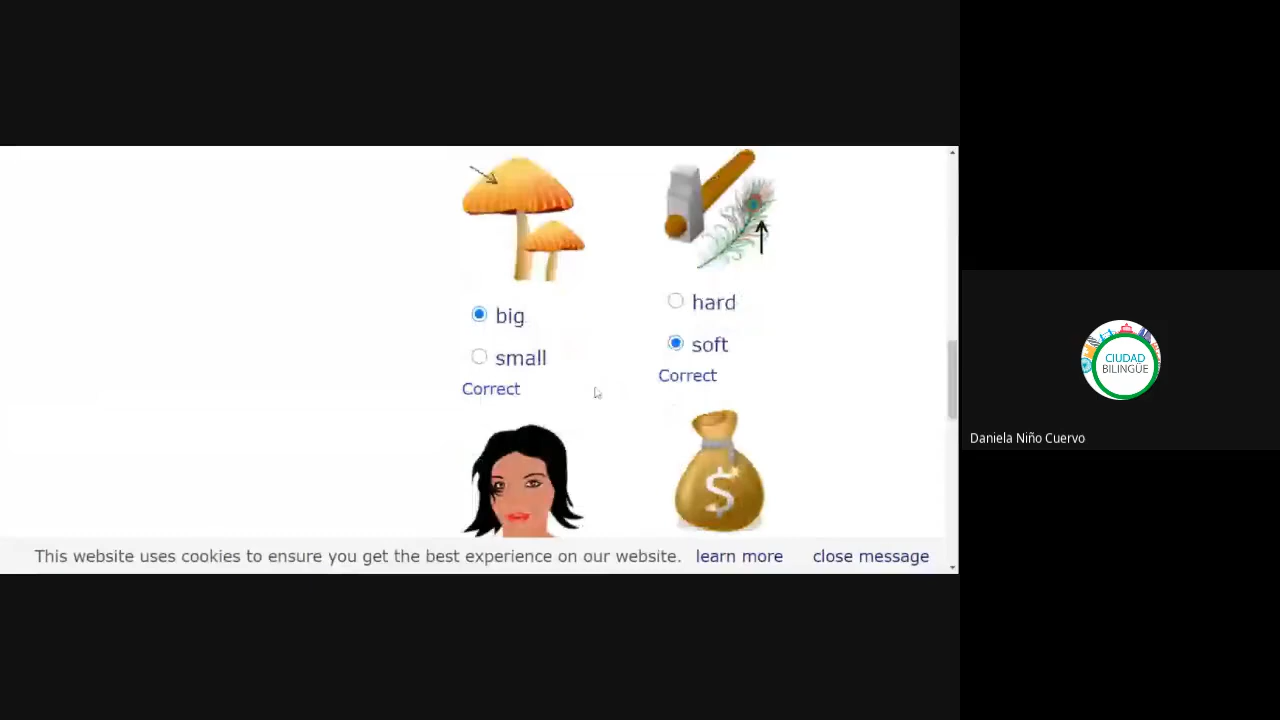 big
small
Correct
hard
soft
Correct
$
This website uses cookies to ensure you get the best experience on our website. learn more close message
CIUDAD
BILINGÜE
Daniela Niño Cuervo